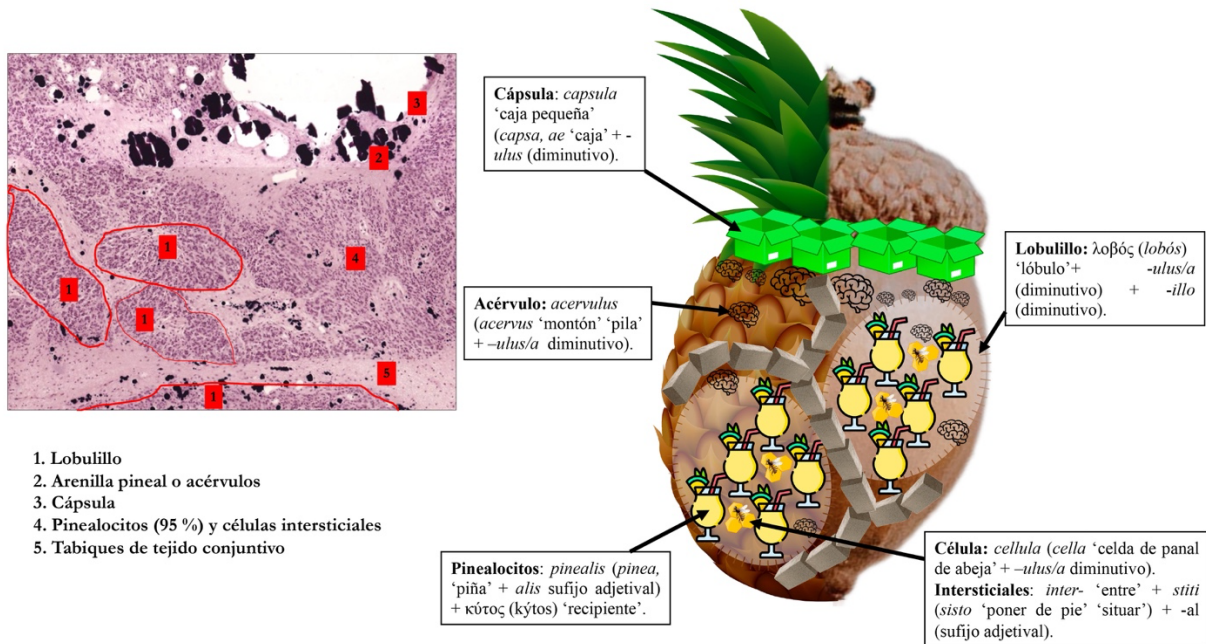 3
2
1
4
1
1
5
1
1. Lobulillo
2. Arenilla pineal o acérvulos
3. Cápsula
4. Pinealocitos (95 %) y células intersticiales
5. Tabiques de tejido conjuntivo
Cápsula: capsula
‘caja pequeña’
(capsa, ae ‘caja’ + -
ulus (diminutivo).
Acérvulo: acervulus
(acervus ‘montón’ ‘pila’
+ –ulus/a diminutivo).
Lobulillo: λοβός (lobós)
‘lóbulo’+ -ulus/a
(diminutivo) + -illo
(diminutivo).
Pinealocitos: pinealis (pinea,
‘piña’ + alis sufijo adjetival)
+ κύτος (kýtos) ‘recipiente’.
Célula: cellula (cella ‘celda de panal
de abeja’ + –ulus/a diminutivo).
Intersticiales: inter- ‘entre’ + stiti
(sisto ‘poner de pie’ ‘situar’) + -al
(sufijo adjetival).